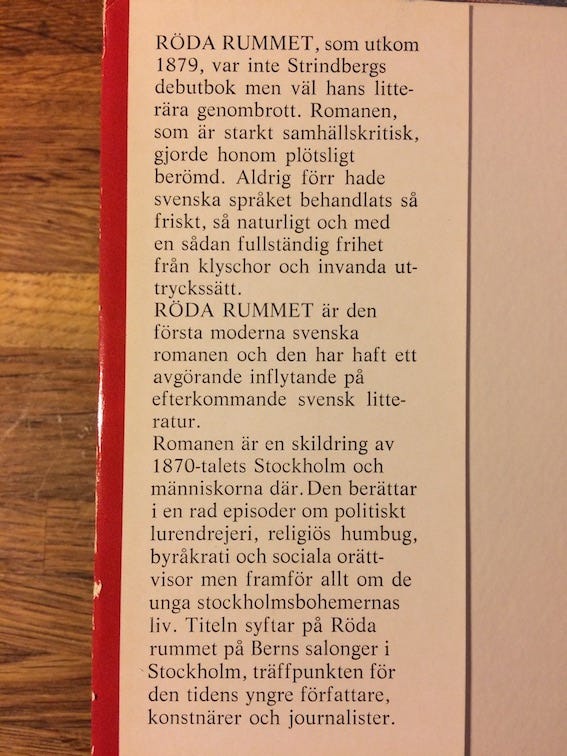 RÖDA RUMMET, som utkom
1879, var inte Strindbergs
debutbok men väl hans litte-
rära genombrott. Romanen,
som är starkt samhällskritisk,
gjorde honom plötsligt
berömd. Aldrig förr hade
svenska språket behandlats så
friskt, så naturligt och med
en sådan fullständig frihet
från klyschor och invanda ut-
tryckssätt.
RÖDA RUMMET är den
första moderna svenska
romanen och den har haft ett
avgörande inflytande på
efterkommande svensk litte-
ratur.
Romanen är en skildring av
1870-talets Stockholm och
människorna där. Den berättar
i en rad episoder om politiskt
lurendrejeri, religiös humbug,
byråkrati och sociala orätt-
visor men framför allt om de
unga stockholmsbohemernas
liv. Titeln syftar på Röda
rummet på Berns salonger i
Stockholm, träffpunkten för
den tidens yngre författare,
konstnärer och journalister.